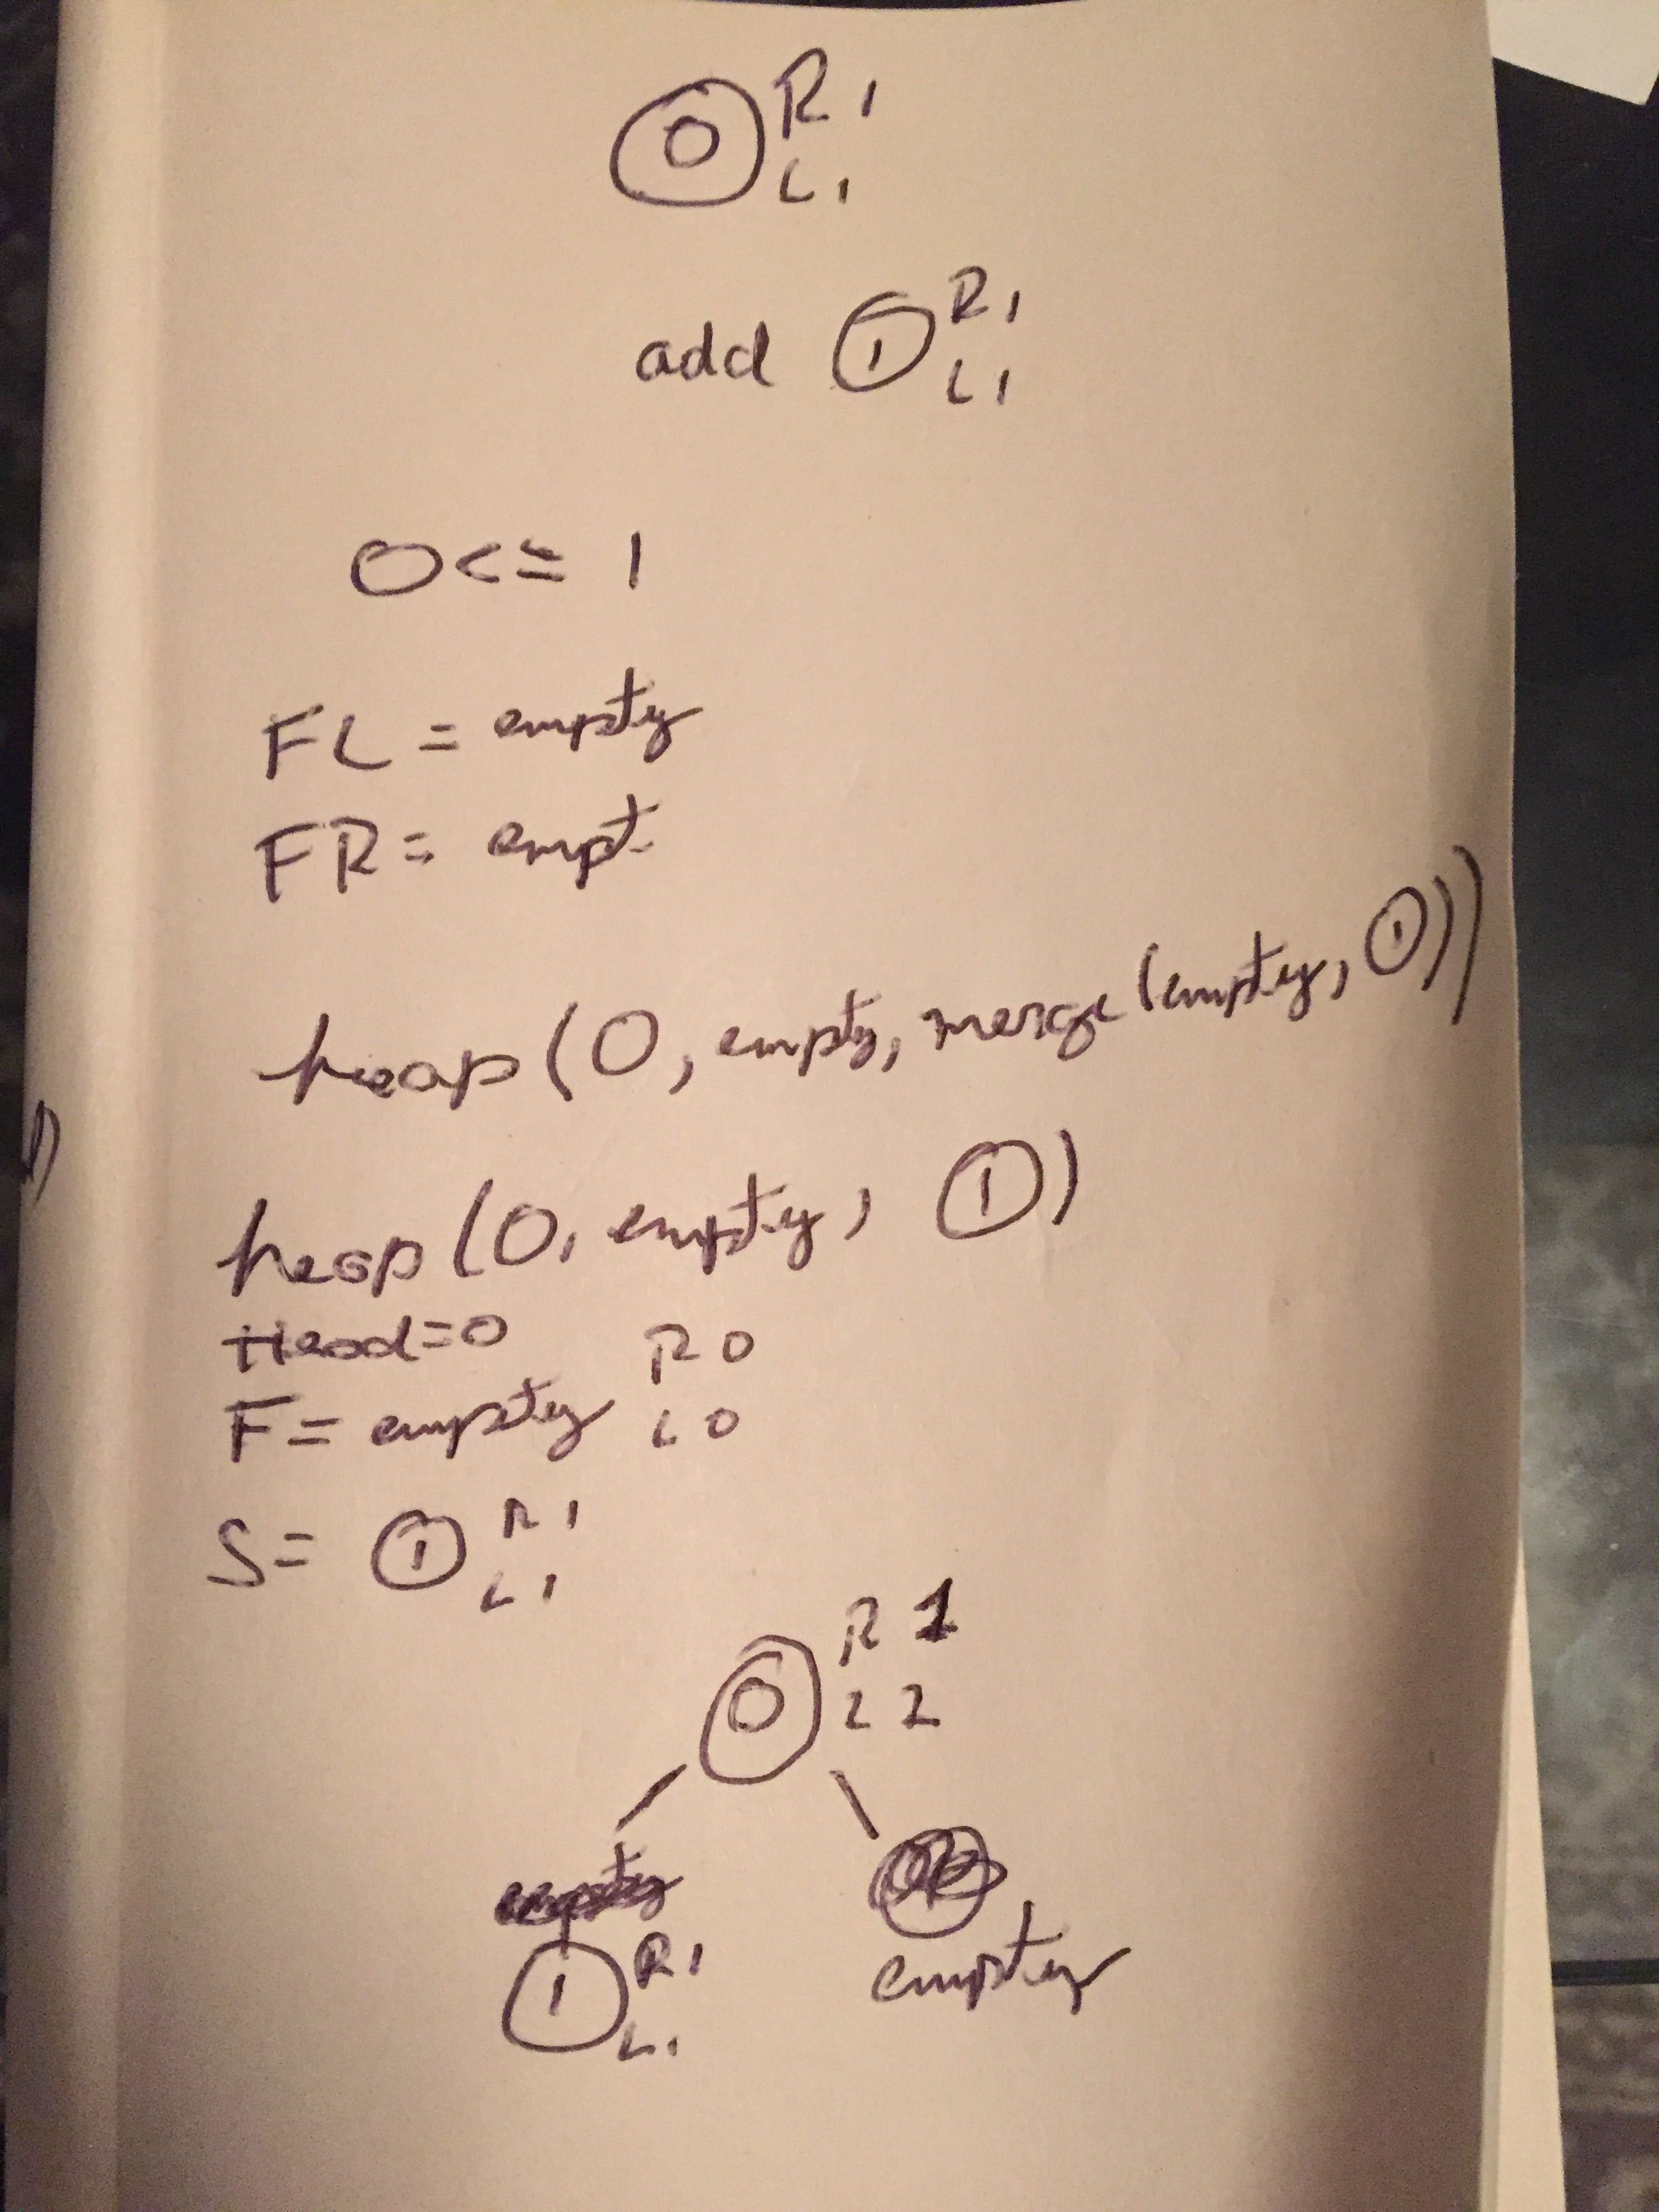 0 R 1
L 1
add 1 R 1
L 1
0 <= 1
FL = empty
FR = empt
heap (0, empty, merge (empty, 1))
heap (0, empty, 1)
Head=0 R 0
F = empty L 0
S = 1 R 1
L 1
0 R 1
L 2
empty
1 R 1
L 1
empty